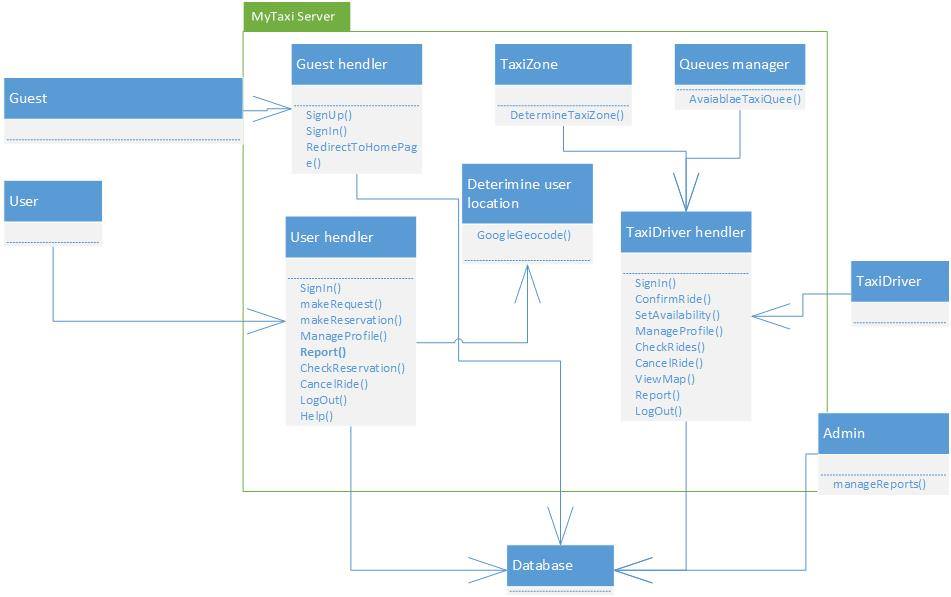 MyTaxi Server
Guest hendler
SignUp()
SignIn()
RedirectToHomePag
e()
TaxiZone
DetermineTaxiZone()
Queues manager
AvaiablaeTaxiQuee()
Guest
User
Deterimine user
location
GoogleGeocode()
User hendler
SignIn()
makeRequest()
makeReservation()
ManageProfile()
Report()
CheckReservation()
CancelRide()
LogOut()
Help()
TaxiDriver hendler
SignIn()
ConfirmRide()
SetAvailability()
ManageProfile()
CheckRides()
CancelRide()
ViewMap()
Report()
LogOut()
TaxiDriver
Admin
manageReports()
Database